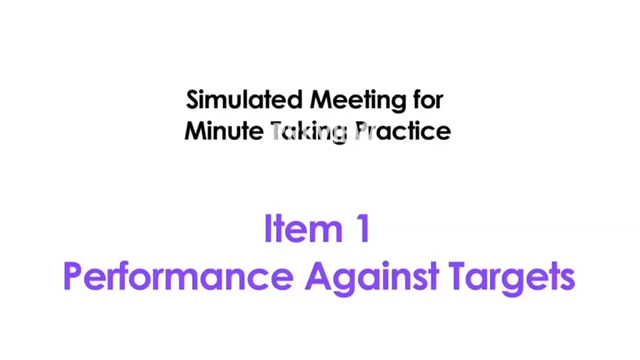 Simulated Meeting for
Minute Taking Practice
Item 1
Performance Against Targets